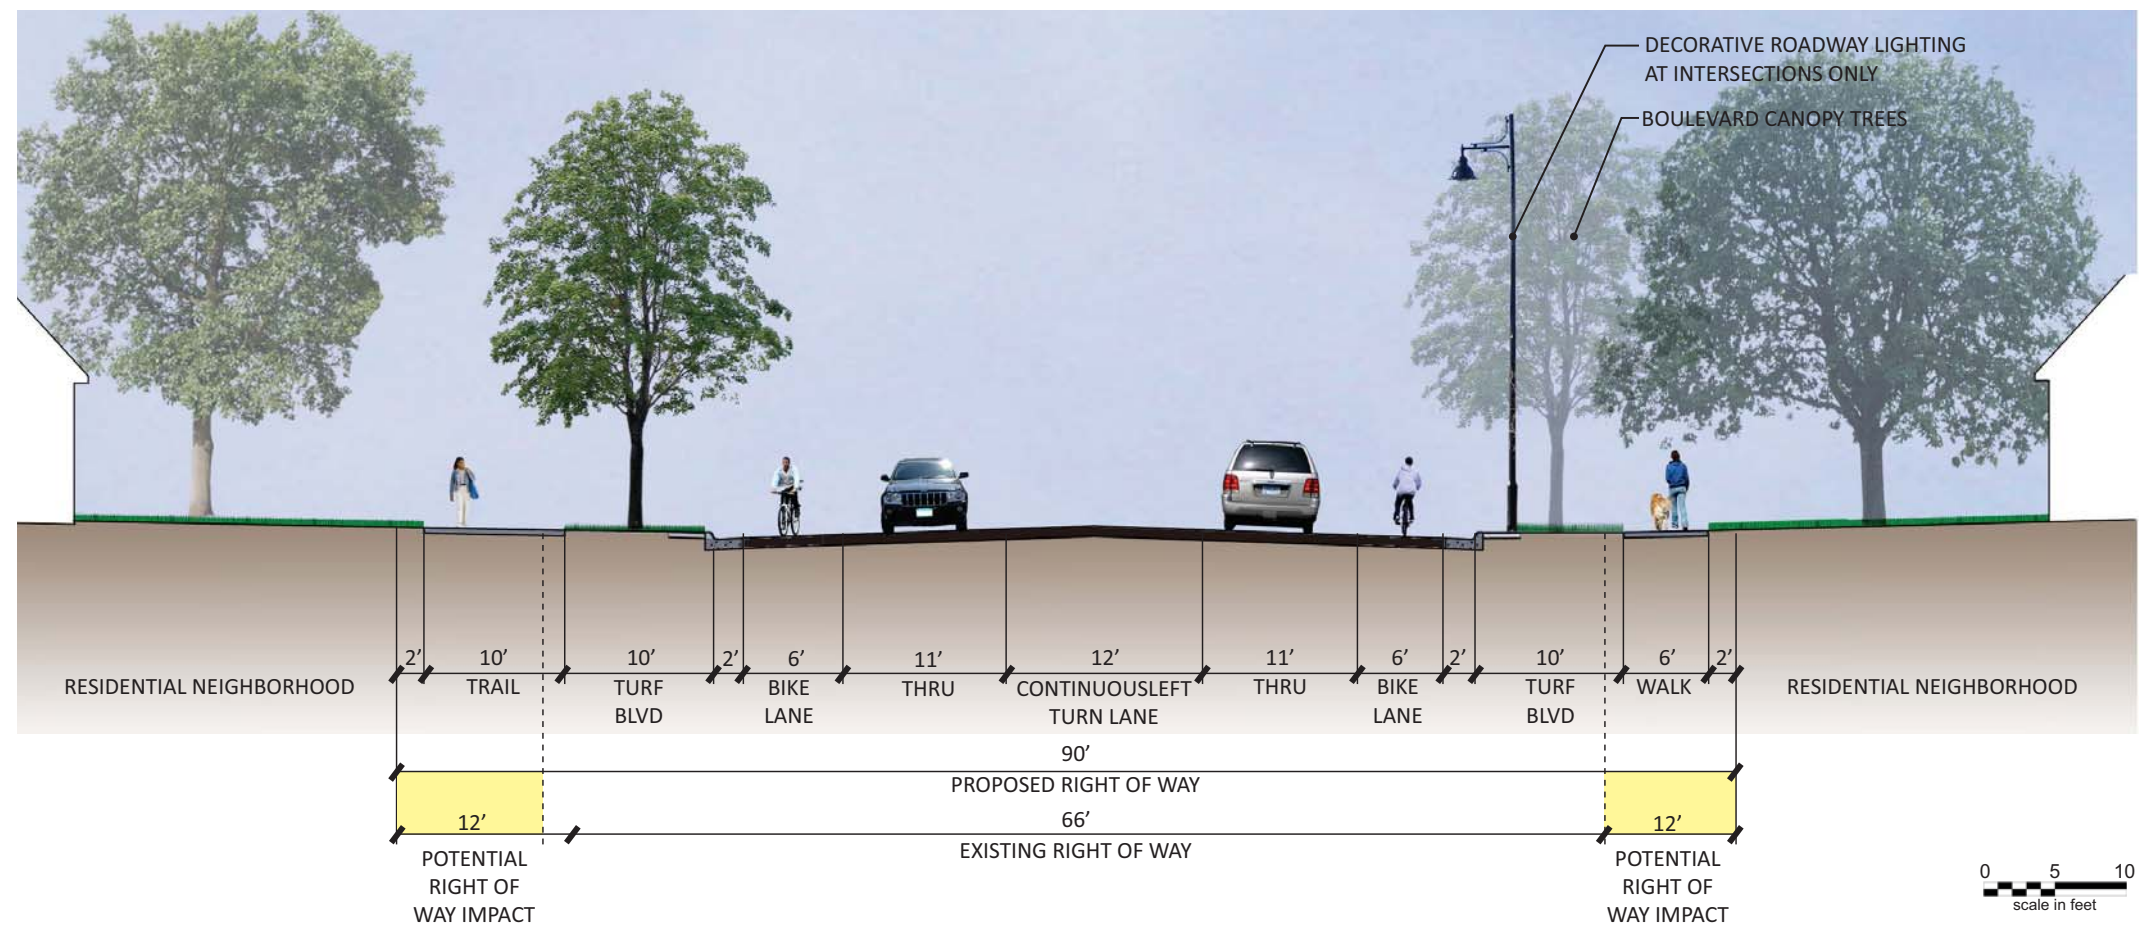 DECORATIVE ROADWAY LIGHTING
AT INTERSECTIONS ONLY
BOULEVARD CANOPY TREES
2’ 10’ 10’ 2’ 6’ 11’ 12’ 11’ 6’ 2’ 10’ 6’ 2’
RESIDENTIAL NEIGHBORHOOD
TRAIL
TURF
BLVD
BIKE
LANE
THRU
CONTINUOUSLEFT
TURN LANE
THRU
BIKE
LANE
TURF
BLVD
WALK
RESIDENTIAL NEIGHBORHOOD
90’
PROPOSED RIGHT OF WAY
12’
66’
12’
EXISTING RIGHT OF WAY
POTENTIAL
RIGHT OF
WAY IMPACT
POTENTIAL
RIGHT OF
WAY IMPACT
0 5 10
scale in feet